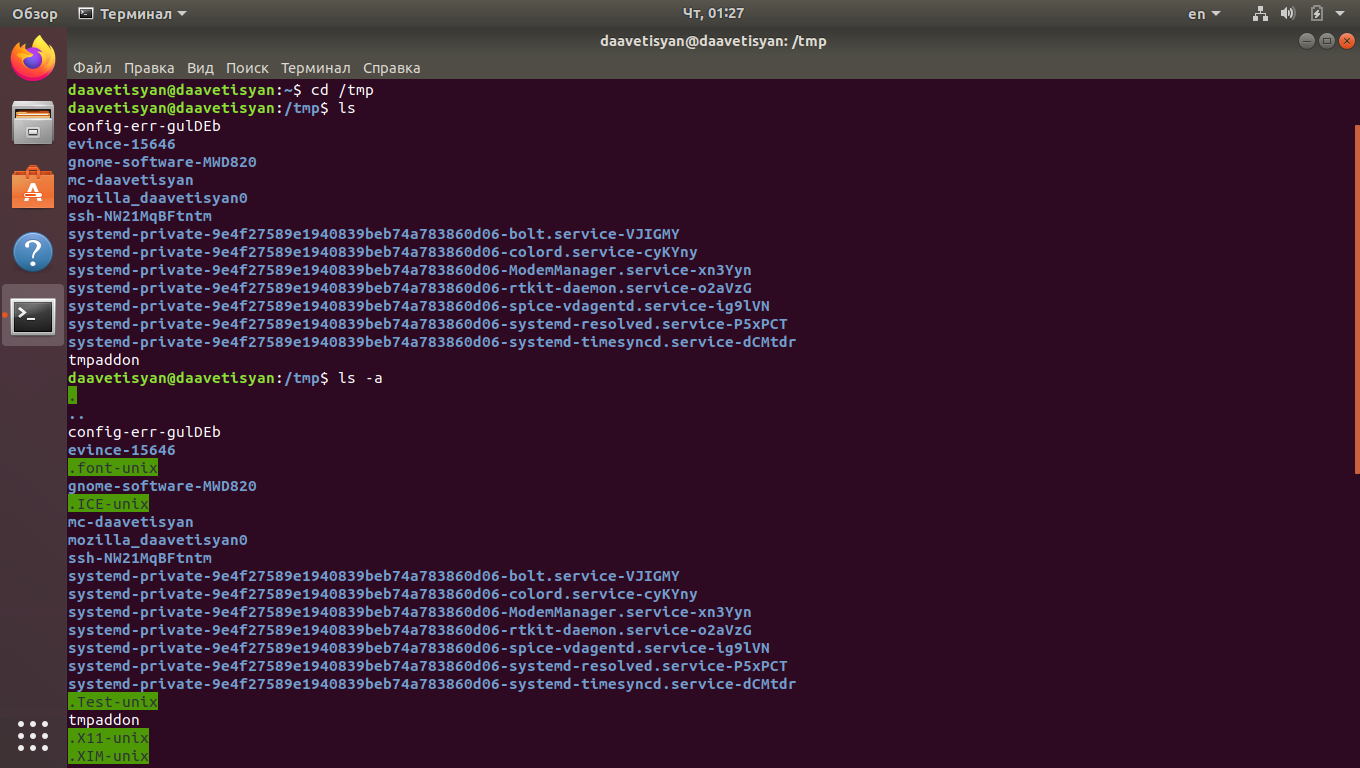 Обзор Терминал Чт, 01:27 en
daavetisyan@daavetisyan: /tmp
Файл Правка Вид Поиск Терминал Справка
daavetisyan@daavetisyan:~$ cd /tmp
daavetisyan@daavetisyan:/tmp$ ls
config-err-gulDEb
evince-15646
gnome-software-MWD820
mc-daavetisyan
mozilla_daavetisyan0
ssh-NW21MqBFtntm
systemd-private-9e4f27589e1940839beb74a783860d06-bolt.service-VJIGMY
systemd-private-9e4f27589e1940839beb74a783860d06-colord.service-cyKYny
systemd-private-9e4f27589e1940839beb74a783860d06-ModemManager.service-xn3Yyn
systemd-private-9e4f27589e1940839beb74a783860d06-rtkit-daemon.service-o2aVzG
systemd-private-9e4f27589e1940839beb74a783860d06-spice-vdagentd.service-ig9lVN
systemd-private-9e4f27589e1940839beb74a783860d06-systemd-resolved.service-P5xPCT
systemd-private-9e4f27589e1940839beb74a783860d06-systemd-timesyncd.service-dCMtdr
tmpaddon
daavetisyan@daavetisyan:/tmp$ ls -a
.
..
config-err-gulDEb
evince-15646
.font-unix
gnome-software-MWD820
.ICE-unix
mc-daavetisyan
mozilla_daavetisyan0
ssh-NW21MqBFtntm
systemd-private-9e4f27589e1940839beb74a783860d06-bolt.service-VJIGMY
systemd-private-9e4f27589e1940839beb74a783860d06-colord.service-cyKYny
systemd-private-9e4f27589e1940839beb74a783860d06-ModemManager.service-xn3Yyn
systemd-private-9e4f27589e1940839beb74a783860d06-rtkit-daemon.service-o2aVzG
systemd-private-9e4f27589e1940839beb74a783860d06-spice-vdagentd.service-ig9lVN
systemd-private-9e4f27589e1940839beb74a783860d06-systemd-resolved.service-P5xPCT
systemd-private-9e4f27589e1940839beb74a783860d06-systemd-timesyncd.service-dCMtdr
.Test-unix
tmpaddon
.X11-unix
.XIM-unix